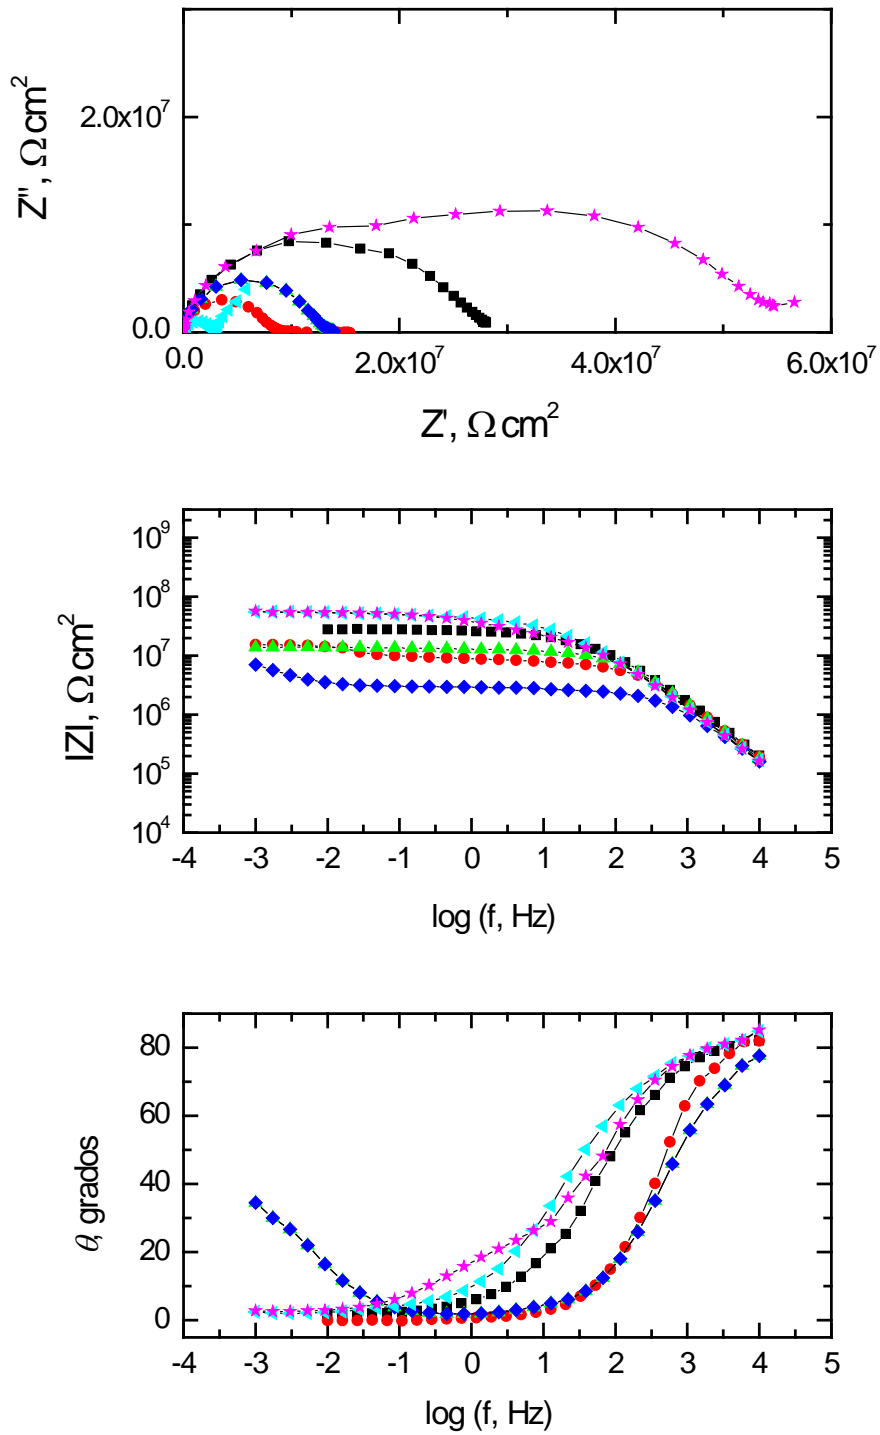 Z", Ω cm²
2.0x10⁷
0.0
0.0 2.0x10⁷ 4.0x10⁷ 6.0x10⁷
Z', Ω cm²
|Z|, Ω cm²
10⁹
10⁸
10⁷
10⁶
10⁵
10⁴
-4 -3 -2 -1 0 1 2 3 4 5
log (f, Hz)
θ, grados
80
60
40
20
0
-4 -3 -2 -1 0 1 2 3 4 5
log (f, Hz)